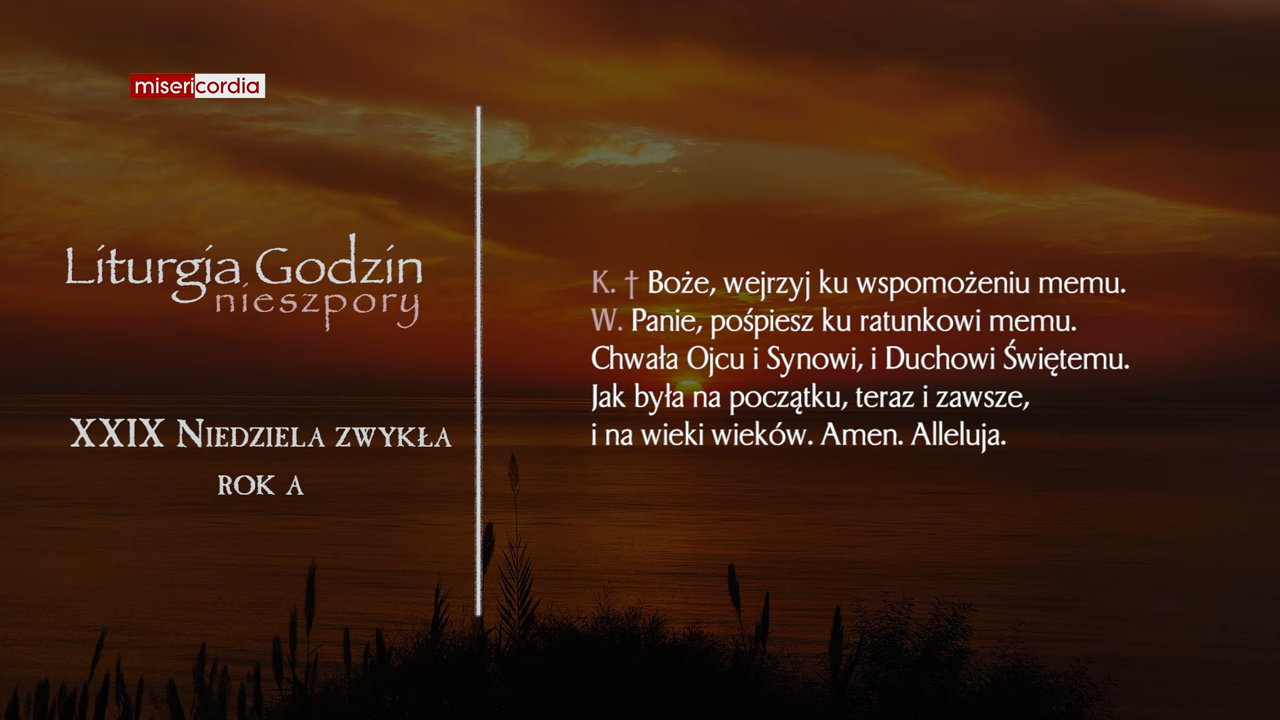 misericordia
Liturgia Godzin
nieszpory
XXIX Niedziela zwykła
rok A
K. † Boże, wejrzyj ku wspomożeniu memu.
W. Panie, pośpiesz ku ratunkowi memu.
Chwała Ojcu i Synowi, i Duchowi Świętemu.
Jak była na początku, teraz i zawsze,
i na wieki wieków. Amen. Alleluja.